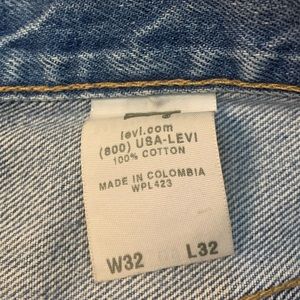 levi.com
(800) USA-LEVI
100% COTTON
MADE IN COLOMBIA
WPL423
W32 L32